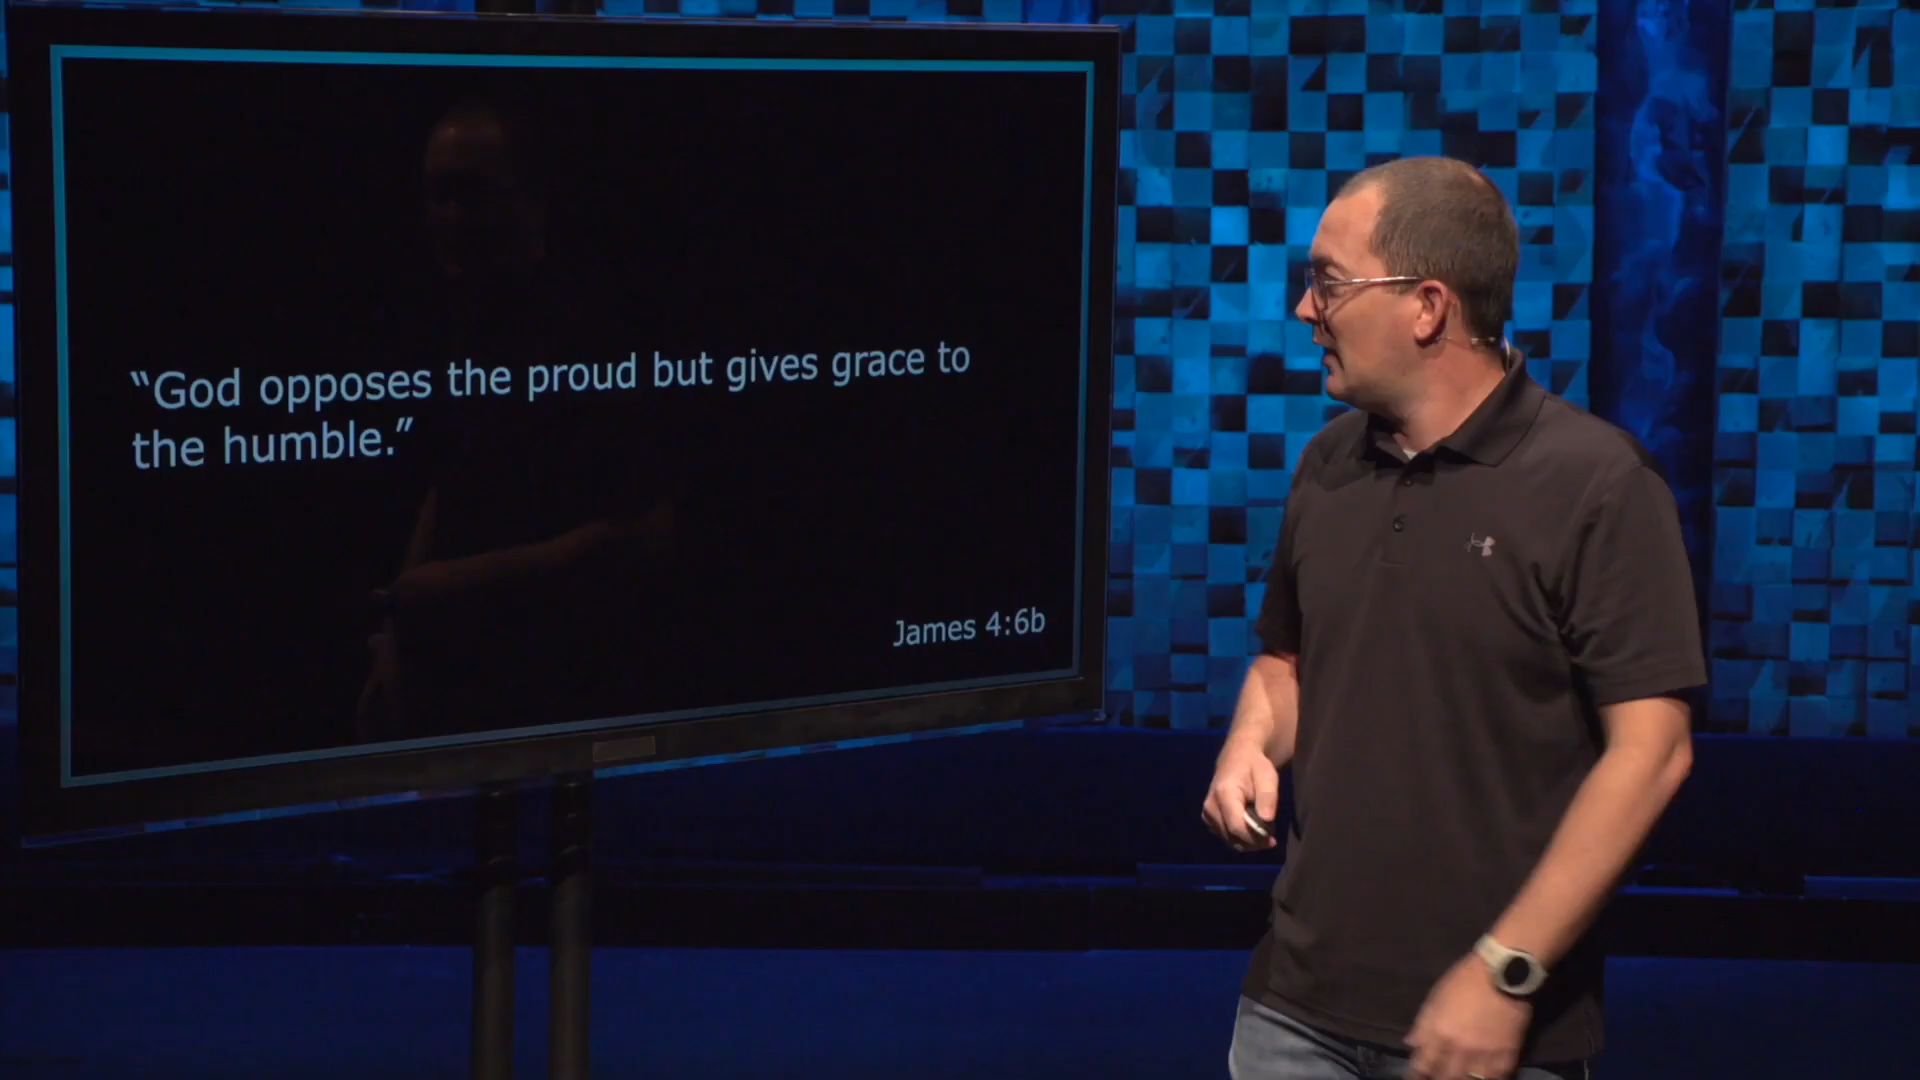 “God opposes the proud but gives grace to
the humble.”
James 4:6b